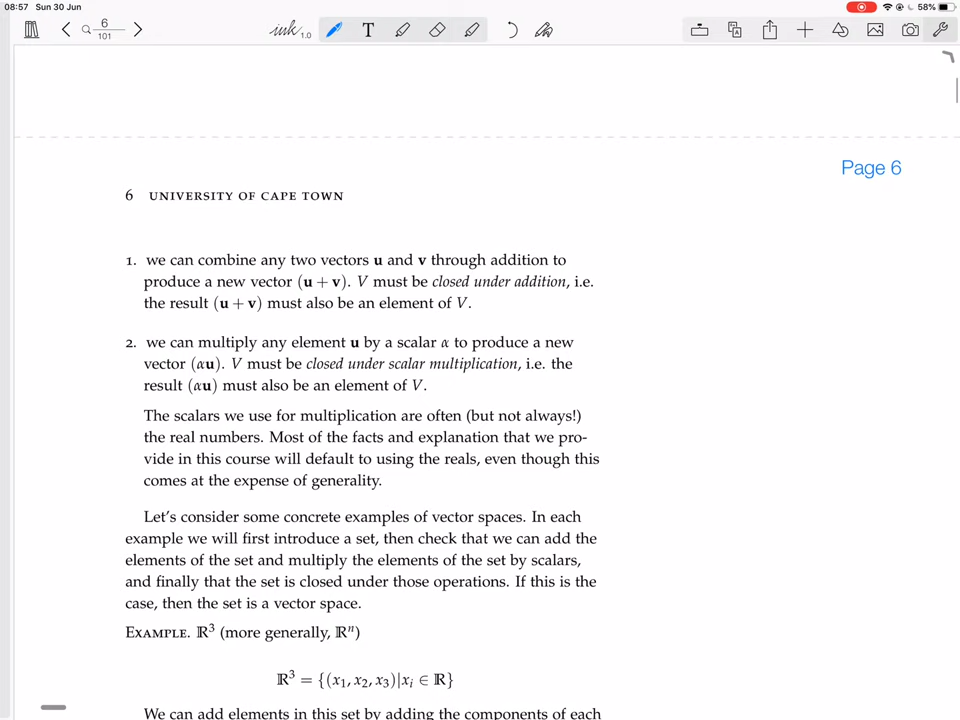 08:57 Sun 30 Jun 58%
6
101
ink 1.0 T
Page 6
6 UNIVERSITY OF CAPE TOWN
1. we can combine any two vectors u and v through addition to
produce a new vector (u + v). V must be closed under addition, i.e.
the result (u + v) must also be an element of V.
2. we can multiply any element u by a scalar α to produce a new
vector (αu). V must be closed under scalar multiplication, i.e. the
result (αu) must also be an element of V.
The scalars we use for multiplication are often (but not always!)
the real numbers. Most of the facts and explanation that we pro-
vide in this course will default to using the reals, even though this
comes at the expense of generality.
Let's consider some concrete examples of vector spaces. In each
example we will first introduce a set, then check that we can add the
elements of the set and multiply the elements of the set by scalars,
and finally that the set is closed under those operations. If this is the
case, then the set is a vector space.
EXAMPLE. ℝ³ (more generally, ℝⁿ)
ℝ³ = {(x₁, x₂, x₃)|xᵢ ∈ ℝ}
We can add elements in this set by adding the components of each